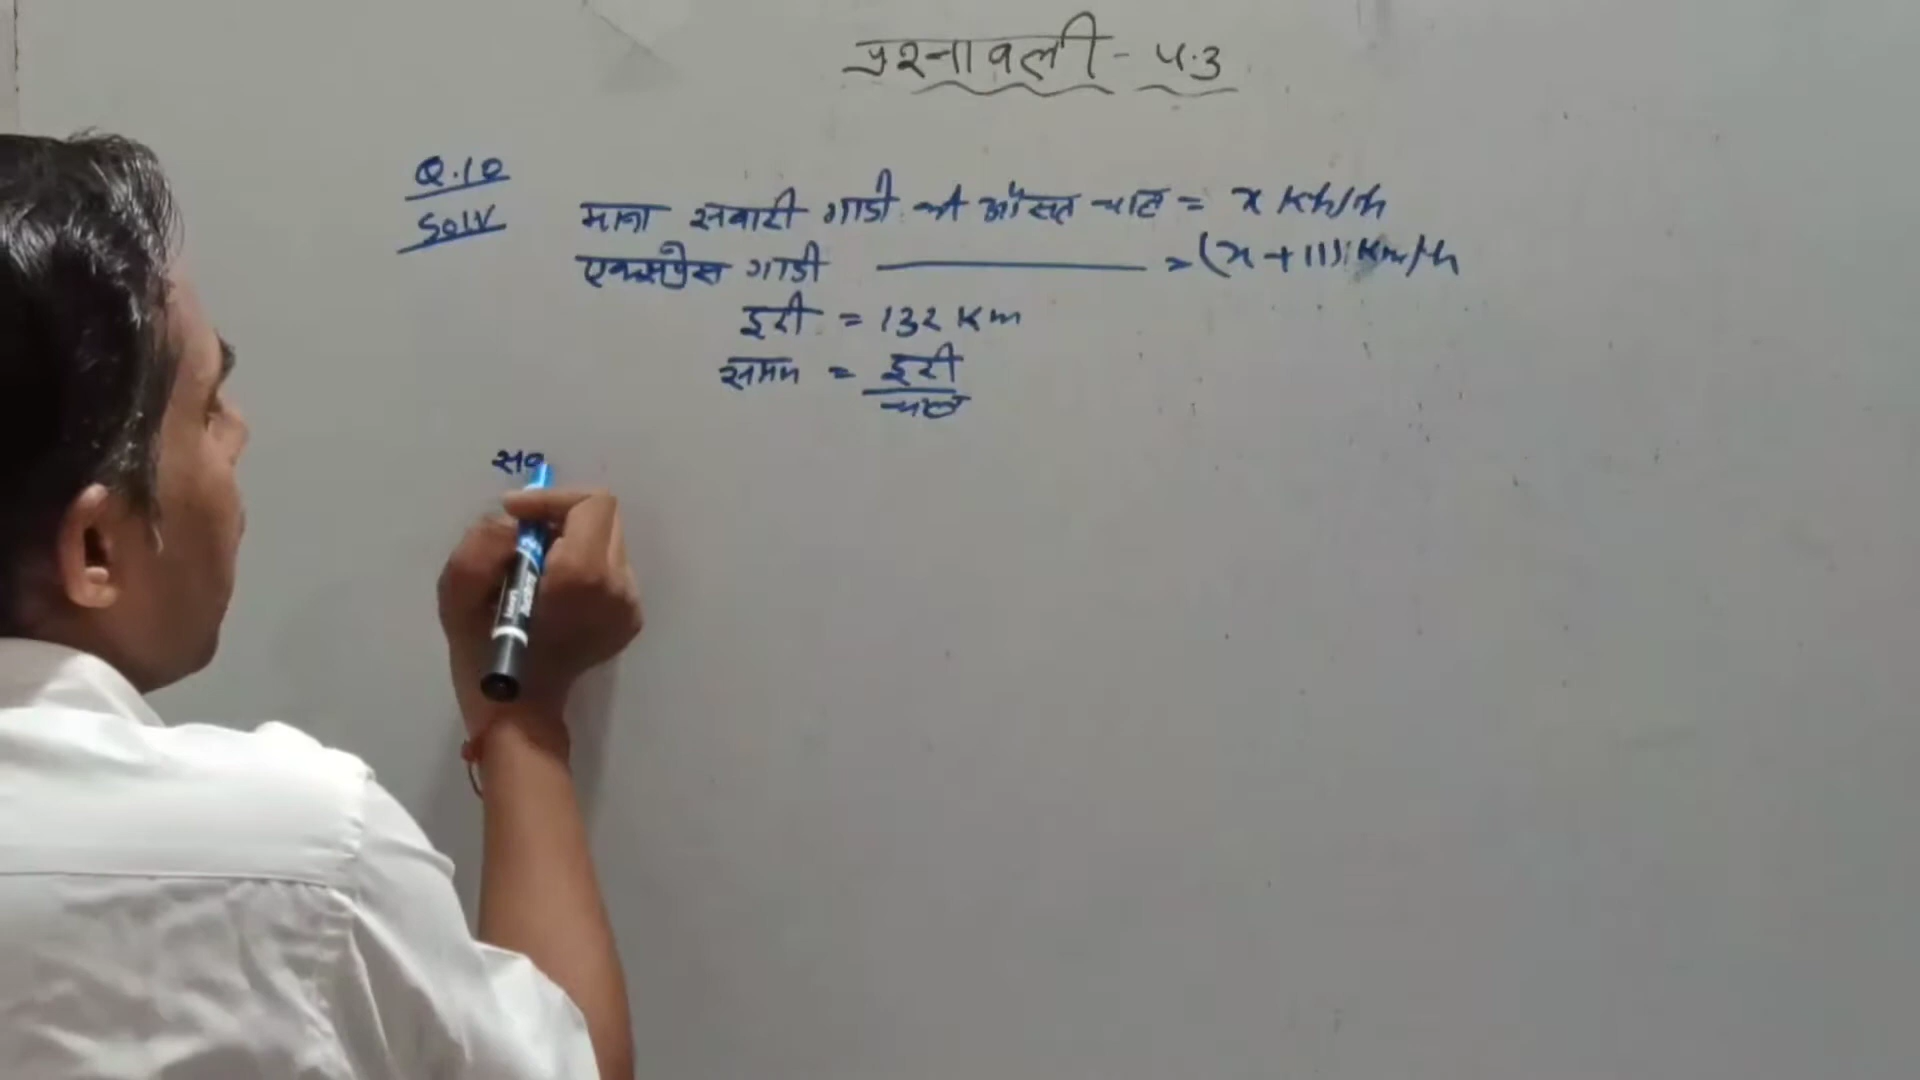 प्रश्नावली - 4.3
Q.10
Solv माना सवारी गाडी की औसत चाल = x Km/h
एक्सप्रेस गाडी ———— = (x + 11) Km/h
दूरी = 132 Km
समय = दूरी
चाल
सव